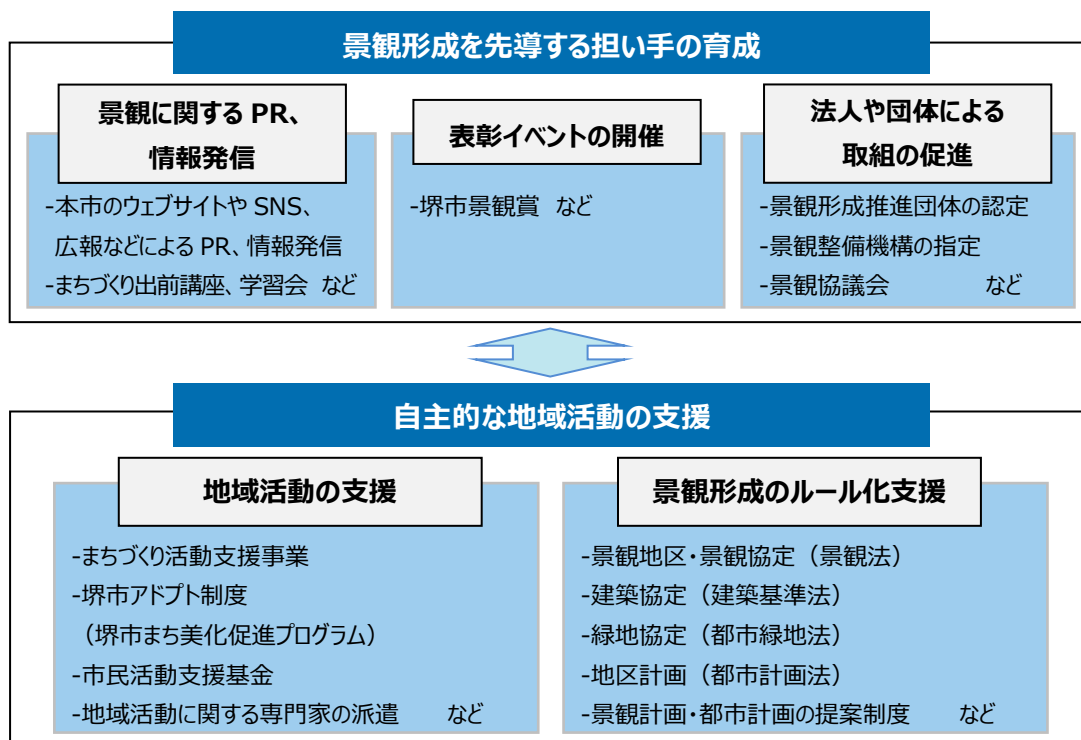 景観形成を先導する担い手の育成
景観に関する PR、
情報発信
-本市のウェブサイトや SNS、
広報などによる PR、情報発信
-まちづくり出前講座、学習会 など
表彰イベントの開催
-堺市景観賞 など
法人や団体による
取組の促進
-景観形成推進団体の認定
-景観整備機構の指定
-景観協議会 など
自主的な地域活動の支援
地域活動の支援
-まちづくり活動支援事業
-堺市アドプト制度
（堺市まち美化促進プログラム）
-市民活動支援基金
-地域活動に関する専門家の派遣 など
景観形成のルール化支援
-景観地区・景観協定（景観法）
-建築協定（建築基準法）
-緑地協定（都市緑地法）
-地区計画（都市計画法）
-景観計画・都市計画の提案制度 など